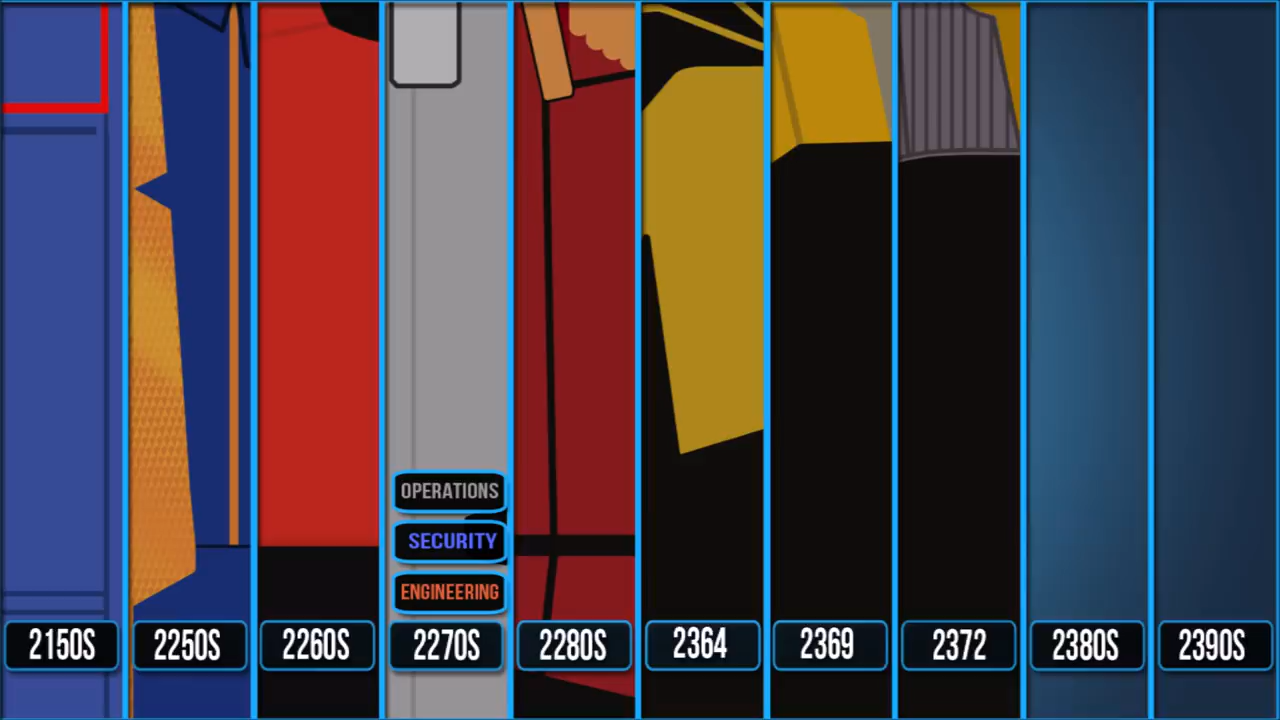 OPERATIONS
SECURITY
ENGINEERING
2150S
2250S
2260S
2270S
2280S
2364
2369
2372
2380S
2390S